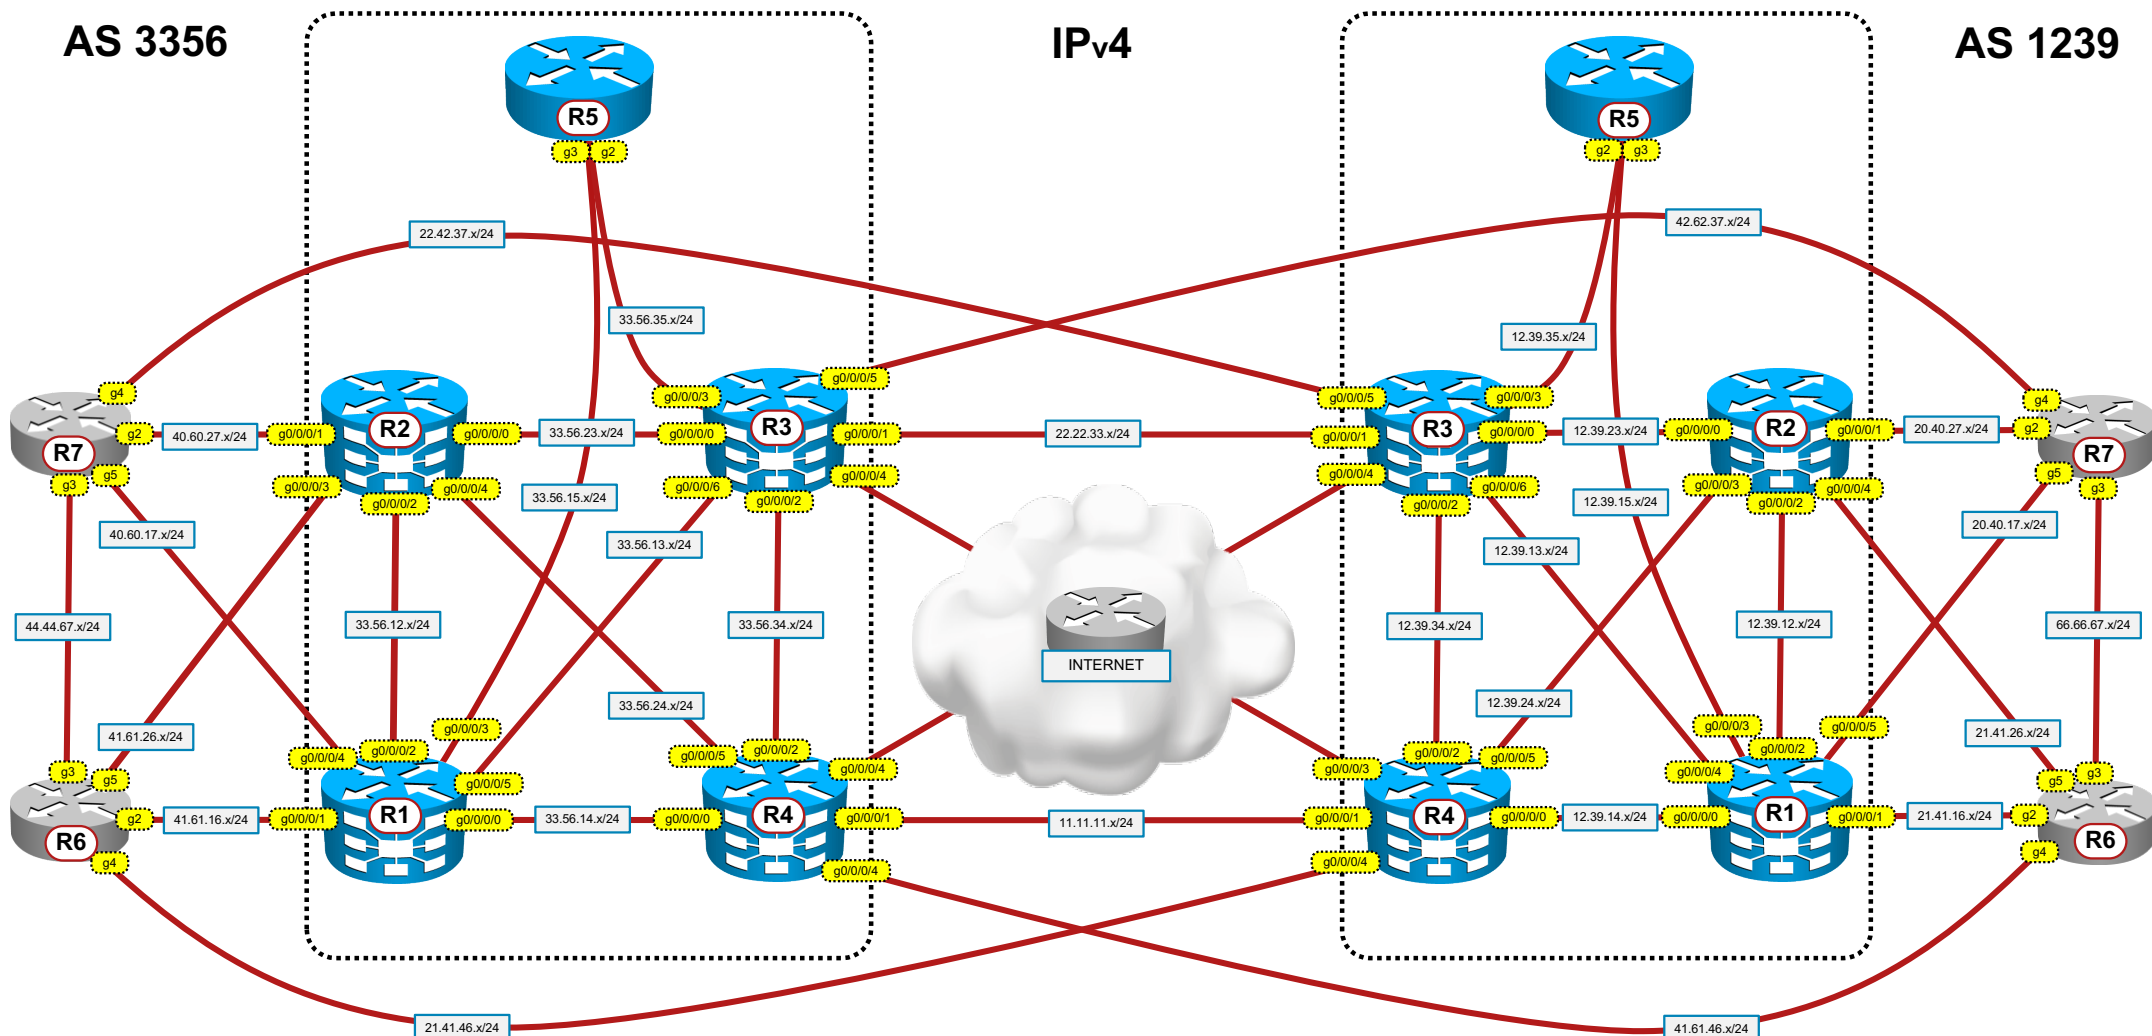 AS 3356
IPv4
AS 1239
R5
g3
g2
R5
g2
g3
22.42.37.x/24
42.62.37.x/24
33.56.35.x/24
12.39.35.x/24
g4
g0/0/0/3
g0/0/0/5
g0/0/0/5
g0/0/0/3
g4
R7
g2
40.60.27.x/24
g0/0/0/1
R2
g0/0/0/0
33.56.23.x/24
g0/0/0/0
R3
g0/0/0/1
22.22.33.x/24
g0/0/0/1
R3
g0/0/0/0
12.39.23.x/24
g0/0/0/0
R2
g0/0/0/1
20.40.27.x/24
g2
R7
g3
g5
g0/0/0/3
g0/0/0/2
g0/0/0/4
33.56.15.x/24
g0/0/0/6
g0/0/0/2
g0/0/0/4
g0/0/0/4
g0/0/0/2
g0/0/0/6
12.39.15.x/24
g0/0/0/3
g0/0/0/2
g0/0/0/4
g5
g3
40.60.17.x/24
33.56.13.x/24
12.39.13.x/24
20.40.17.x/24
44.44.67.x/24
33.56.12.x/24
33.56.34.x/24
INTERNET
12.39.34.x/24
12.39.12.x/24
66.66.67.x/24
41.61.26.x/24
33.56.24.x/24
12.39.24.x/24
21.41.26.x/24
g3
g5
g0/0/0/4
g0/0/0/2
g0/0/0/3
g0/0/0/5
g0/0/0/5
g0/0/0/2
g0/0/0/4
g0/0/0/3
g0/0/0/2
g0/0/0/5
g0/0/0/4
g0/0/0/3
g0/0/0/2
g0/0/0/5
g5
g3
R6
g2
41.61.16.x/24
g0/0/0/1
R1
g0/0/0/0
33.56.14.x/24
g0/0/0/0
R4
g0/0/0/1
11.11.11.x/24
g0/0/0/1
R4
g0/0/0/0
12.39.14.x/24
g0/0/0/0
R1
g0/0/0/1
21.41.16.x/24
g2
R6
g4
g0/0/0/4
g0/0/0/4
g4
21.41.46.x/24
41.61.46.x/24